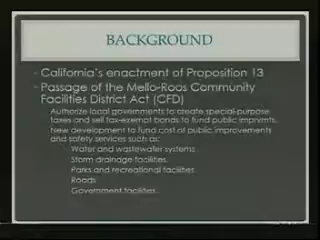 BACKGROUND
California's enactment of Proposition 13
Passage of the Mello-Roos Community
Facilities District Act (CFD)
Authorize local governments to create special-purpose
taxes and sell tax-exempt bonds to fund public imprvmts.
New development to fund cost of public improvements
and safety services such as:
Water and wastewater systems
Storm drainage facilities
Parks and recreational facilities
Roads
Government facilities